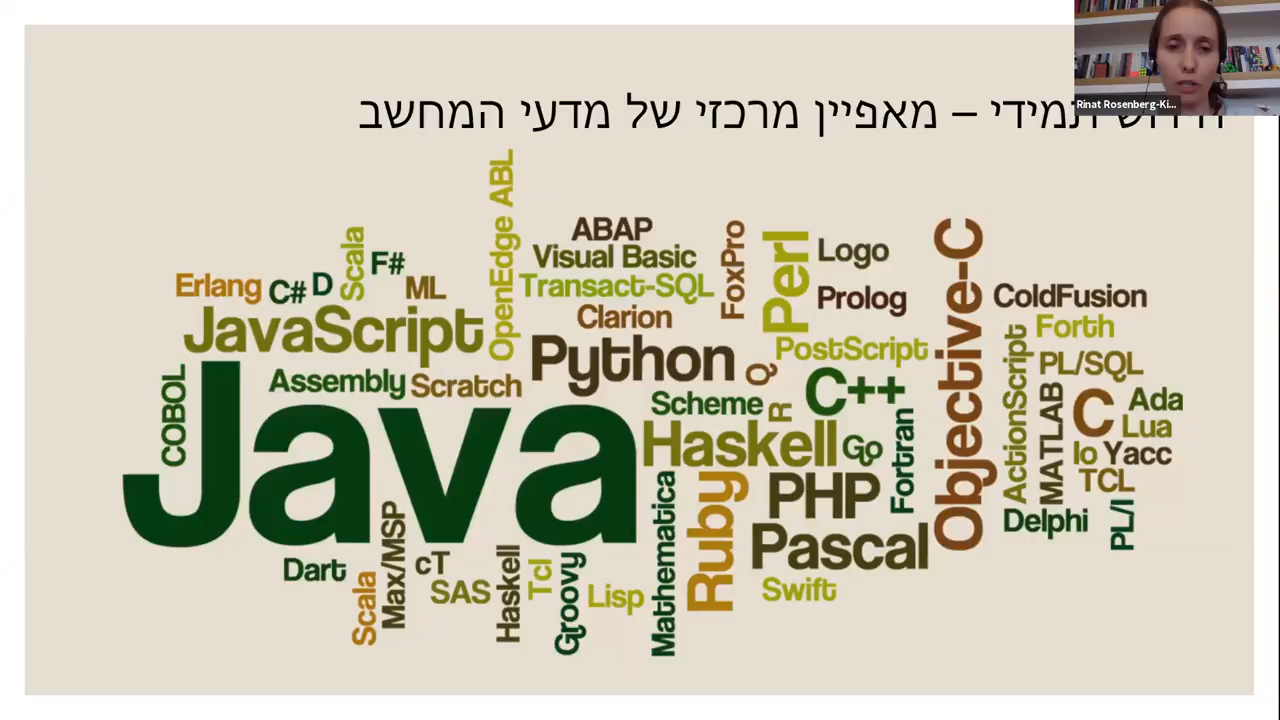 Rinat Rosenberg-Ki...
תמידי – מאפיין מרכזי של מדעי המחשב
OpenEdge ABL
ABAP
Visual Basic
Transact-SQL
Clarion
FoxPro
Perl
Logo
Prolog
PostScript
Objective-C
ColdFusion
Forth
PL/SQL
Erlang
C#
D
Scala
F#
ML
JavaScript
Python
Q
COBOL
Assembly
Scratch
Java
Scheme
R
C++
Haskell
Go
Fortran
ActionScript
MATLAB
C
Ada
Lua
Io
Yacc
TCL
Delphi
PL/I
PHP
Pascal
Ruby
Mathematica
Swift
Dart
Scala
Max/MSP
cT
SAS
Haskell
Tcl
Groovy
Lisp